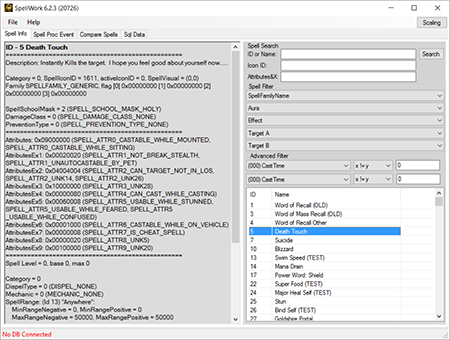 SpellWork 6.2.3 (20726)
File Help
Scaling
Spell Info Spell Proc Event Compare Spells Sql Data
ID - 5 Death Touch
=================================================
Description: Instantly Kills the target. I hope you feel good about yourself now.....
Category = 0, SpellIconID = 1611, activeIconID = 0, SpellVisual = (0,0)
Family SPELLFAMILY_GENERIC, flag [0] 0x00000000 [1] 0x00000000 [2]
0x00000000 [3] 0x00000000
SpellSchoolMask = 2 (SPELL_SCHOOL_MASK_HOLY)
DamageClass = 0 (SPELL_DAMAGE_CLASS_NONE)
PreventionType = 0 (SPELL_PREVENTION_TYPE_NONE)
=================================================
Attributes: 0x09000000 (SPELL_ATTR0_CASTABLE_WHILE_MOUNTED,
SPELL_ATTR0_CASTABLE_WHILE_SITTING)
AttributesEx1: 0x00020020 (SPELL_ATTR1_NOT_BREAK_STEALTH,
SPELL_ATTR1_UNAUTOCASTABLE_BY_PET)
AttributesEx2: 0x04004004 (SPELL_ATTR2_CAN_TARGET_NOT_IN_LOS,
SPELL_ATTR2_UNK14, SPELL_ATTR2_UNK26)
AttributesEx3: 0x10000000 (SPELL_ATTR3_UNK28)
AttributesEx4: 0x00000080 (SPELL_ATTR4_CAN_CAST_WHILE_CASTING)
AttributesEx5: 0x00060008 (SPELL_ATTR5_USABLE_WHILE_STUNNED,
SPELL_ATTR5_USABLE_WHILE_FEARED, SPELL_ATTR5
_USABLE_WHILE_CONFUSED)
AttributesEx6: 0x00001000 (SPELL_ATTR6_CASTABLE_WHILE_ON_VEHICLE)
AttributesEx7: 0x00000008 (SPELL_ATTR7_IS_CHEAT_SPELL)
AttributesEx8: 0x00000020 (SPELL_ATTR8_UNK5)
AttributesEx9: 0x00100000 (SPELL_ATTR9_UNK20)
=================================================
Spell Level = 0, base 0, max 0
Category = 0
DispelType = 0 (DISPEL_NONE)
Mechanic = 0 (MECHANIC_NONE)
SpellRange: (Id 13) "Anywhere":
MinRangeNegative = 0, MinRangePositive = 0
MaxRangeNegative = 50000, MaxRangePositive = 50000
Spell Search
ID or Name:
Search
Icon ID:
AttributesX:
Spell Filter
SpellFamilyName
Aura
Effect
Target A
Target B
Advanced Filter
(000) CastTime x != y 0
(000) CastTime x != y 0
ID Name
1 Word of Recall (OLD)
3 Word of Mass Recall (OLD)
4 Word of Recall Other
5 Death Touch
7 Suicide
10 Blizzard
13 Swim Speed (TEST)
14 Mana Drain
17 Power Word: Shield
22 Super Food (TEST)
24 Major Heal Self (TEST)
25 Stun
26 Bind Self (TEST)
27 Goldshire Portal
No DB Connected